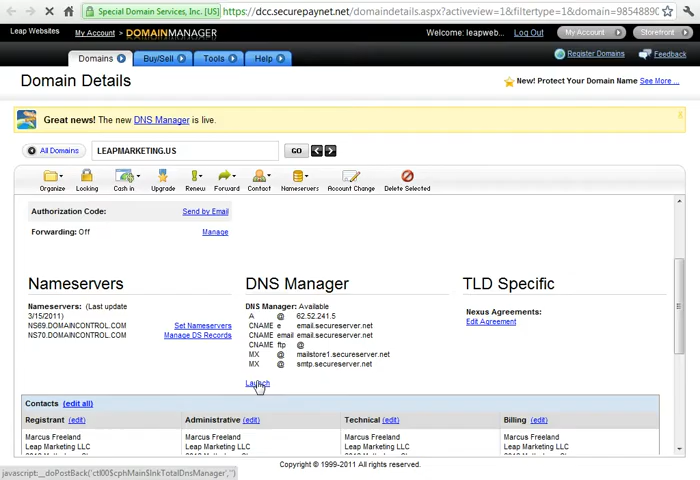 Special Domain Services, Inc. [US]
https://dcc.securepaynet.net/domaindetails.aspx?activeview=1&filtertype=1&domain=98548890
Leap Websites
My Account > DOMAINMANAGER
Welcome: leapweb...
Log Out
My Account
Storefront
Domains
Buy/Sell
Tools
Help
Register Domains
Feedback
Domain Details
New! Protect Your Domain Name See More ...
Great news! The new DNS Manager is live.
x
All Domains
LEAPMARKETING.US
GO
Organize
Locking
Cash in
Upgrade
Renew
Forward
Contact
Nameservers
Account Change
Delete Selected
Authorization Code: Send by Email
Forwarding: Off Manage
Nameservers
Nameservers: (Last update
3/15/2011)
NS69.DOMAINCONTROL.COM Set Nameservers
NS70.DOMAINCONTROL.COM Manage DS Records
DNS Manager
DNS Manager: Available
A @ 62.52.241.5
CNAME e email.secureserver.net
CNAME email email.secureserver.net
CNAME ftp @
MX @ mailstore1.secureserver.net
MX @ smtp.secureserver.net
Launch
TLD Specific
Nexus Agreements:
Edit Agreement
Contacts (edit all)
Registrant (edit)
Administrative (edit)
Technical (edit)
Billing (edit)
Marcus Freeland
Leap Marketing LLC
Marcus Freeland
Leap Marketing LLC
Marcus Freeland
Leap Marketing LLC
Marcus Freeland
Leap Marketing LLC
Copyright © 1999-2011 All rights reserved.
javascript:__doPostBack('ctl00$cphMain$lnkTotalDnsManager','')